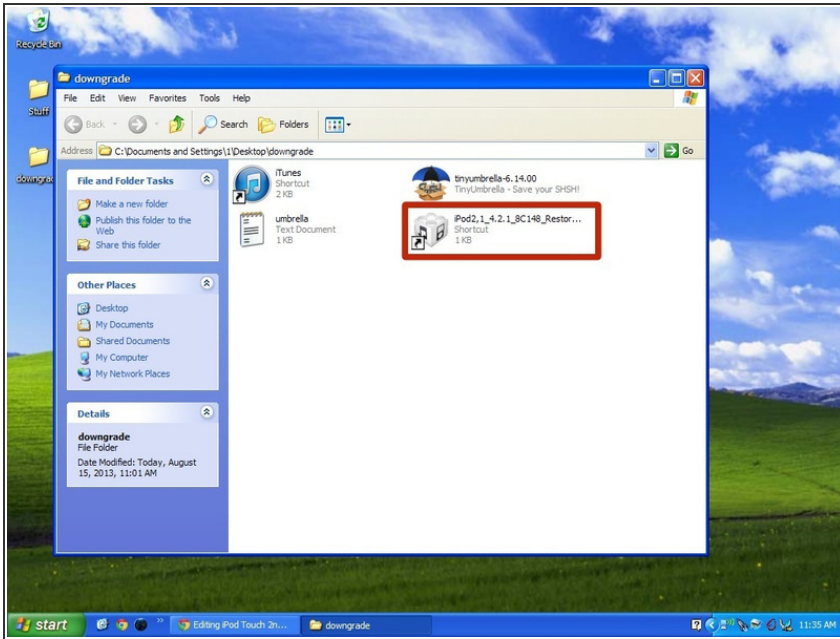 Recycle Bin
Stuff
downgrad
downgrade
File Edit View Favorites Tools Help
Back Search Folders
Address C:\Documents and Settings\1\Desktop\downgrade Go
File and Folder Tasks
Make a new folder
Publish this folder to the
Web
Share this folder
Other Places
Desktop
My Documents
Shared Documents
My Computer
My Network Places
Details
downgrade
File Folder
Date Modified: Today, August
15, 2013, 11:01 AM
iTunes
Shortcut
2 KB
tinyumbrella-6.14.00
TinyUmbrella - Save your SHSH!
umbrella
Text Document
1 KB
iPod2,1_4.2.1_8C148_Restor...
Shortcut
1 KB
start Editing iPod Touch 2n... downgrade 11:35 AM